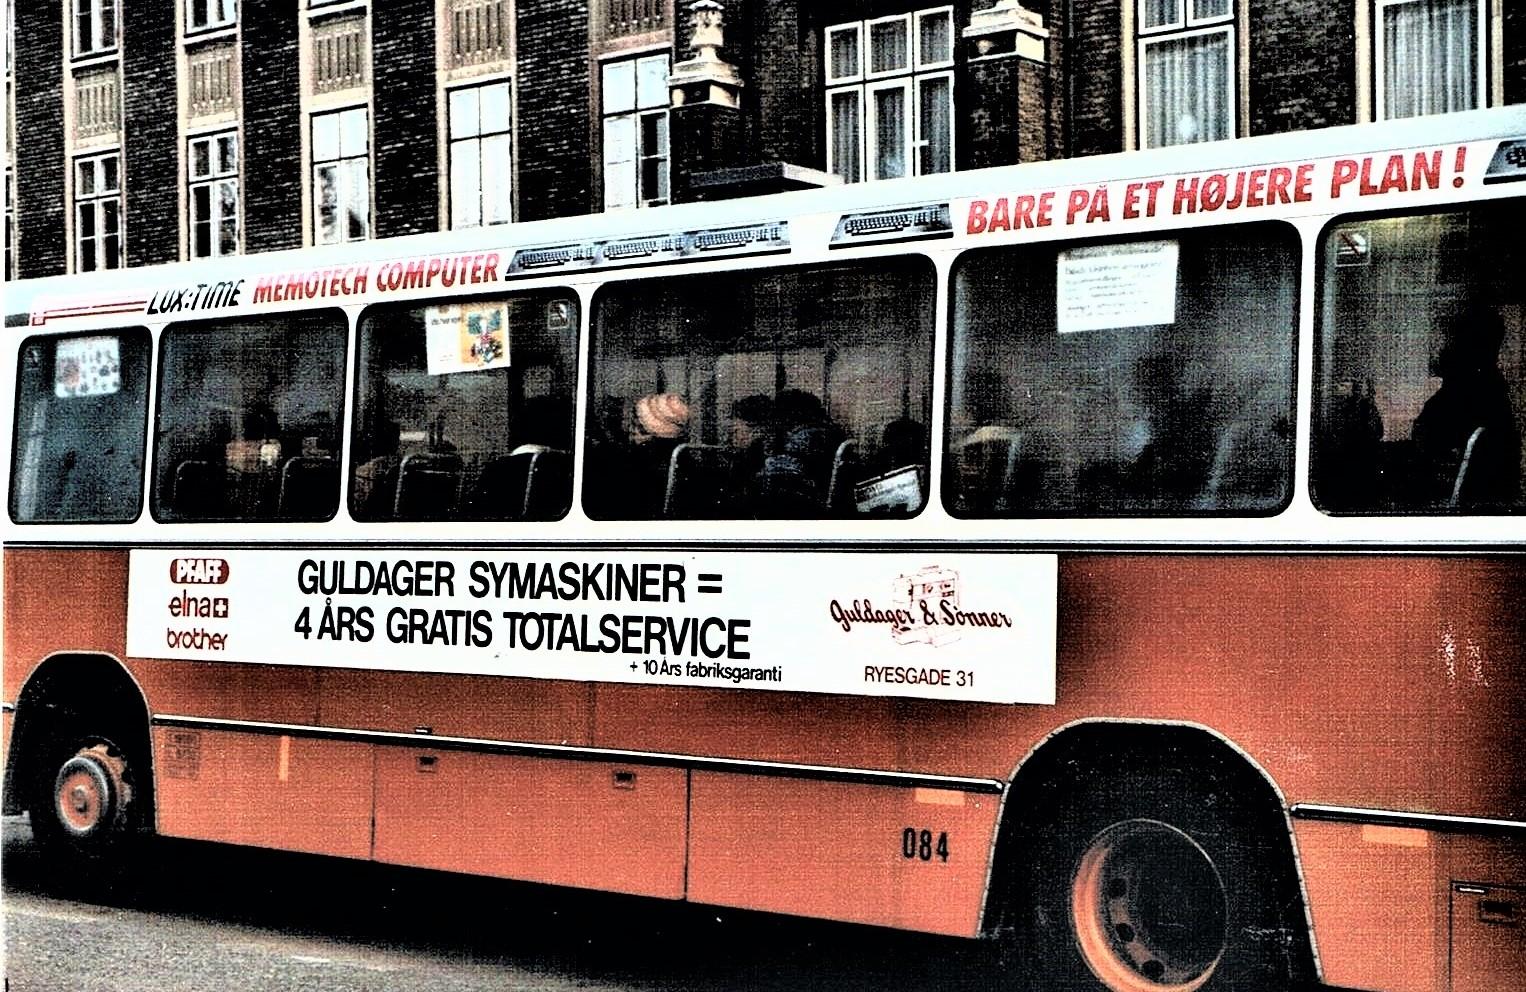 LUX:TIME MEMOTECH COMPUTER
BARE PÅ ET HØJERE PLAN!
PFAFF
elna
brother
GULDAGER SYMASKINER =
4 ÅRS GRATIS TOTALSERVICE
+ 10 Års fabriksgaranti
Guldager & Sønner
RYESGADE 31
084